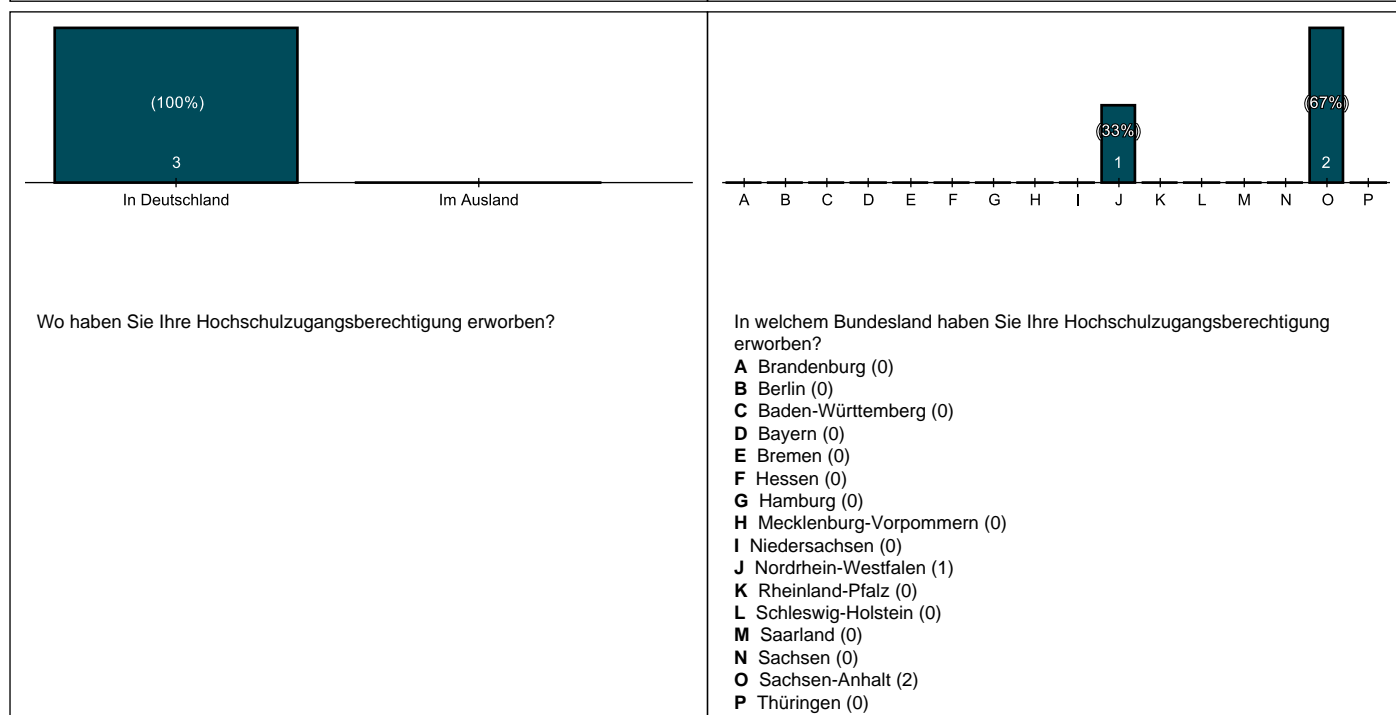 (100%)
3
In Deutschland Im Ausland
Wo haben Sie Ihre Hochschulzugangsberechtigung erworben?
(67%)
(33%)
1 2
A B C D E F G H I J K L M N O P
In welchem Bundesland haben Sie Ihre Hochschulzugangsberechtigung
erworben?
A Brandenburg (0)
B Berlin (0)
C Baden-Württemberg (0)
D Bayern (0)
E Bremen (0)
F Hessen (0)
G Hamburg (0)
H Mecklenburg-Vorpommern (0)
I Niedersachsen (0)
J Nordrhein-Westfalen (1)
K Rheinland-Pfalz (0)
L Schleswig-Holstein (0)
M Saarland (0)
N Sachsen (0)
O Sachsen-Anhalt (2)
P Thüringen (0)